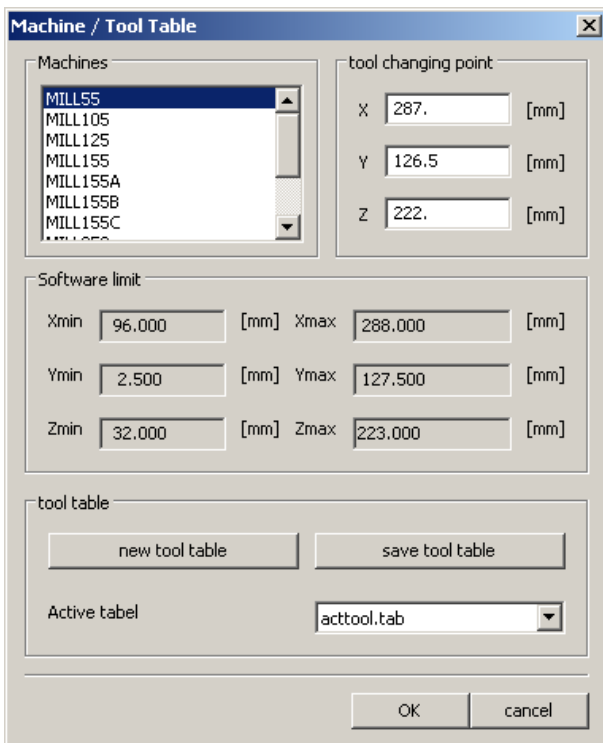 Machine / Tool Table
Machines
MILL55
MILL105
MILL125
MILL155
MILL155A
MILL155B
MILL155C
tool changing point
X 287. [mm]
Y 126.5 [mm]
Z 222. [mm]
Software limit
Xmin 96.000 [mm] Xmax 288.000 [mm]
Ymin 2.500 [mm] Ymax 127.500 [mm]
Zmin 32.000 [mm] Zmax 223.000 [mm]
tool table
new tool table save tool table
Active tabel acttool.tab
OK cancel